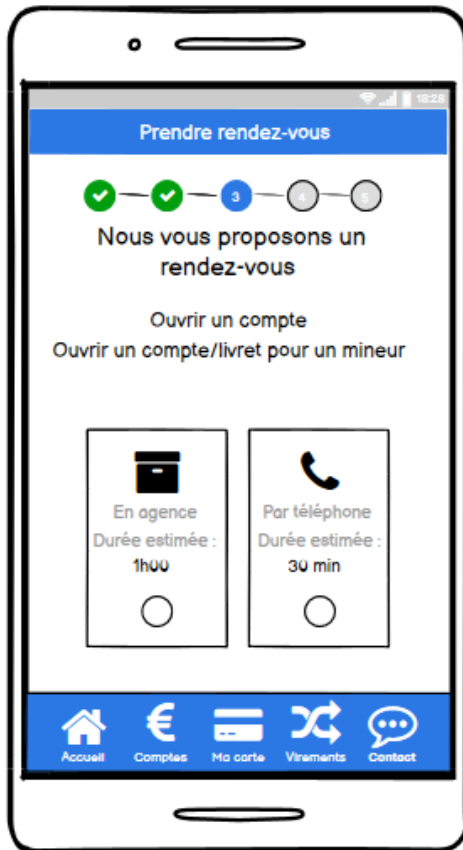 18:28
Prendre rendez-vous
3 4 5
Nous vous proposons un
rendez-vous
Ouvrir un compte
Ouvrir un compte/livret pour un mineur
En agence
Durée estimée :
1h00
Par téléphone
Durée estimée :
30 min
Accueil Comptes Ma carte Virements Contact